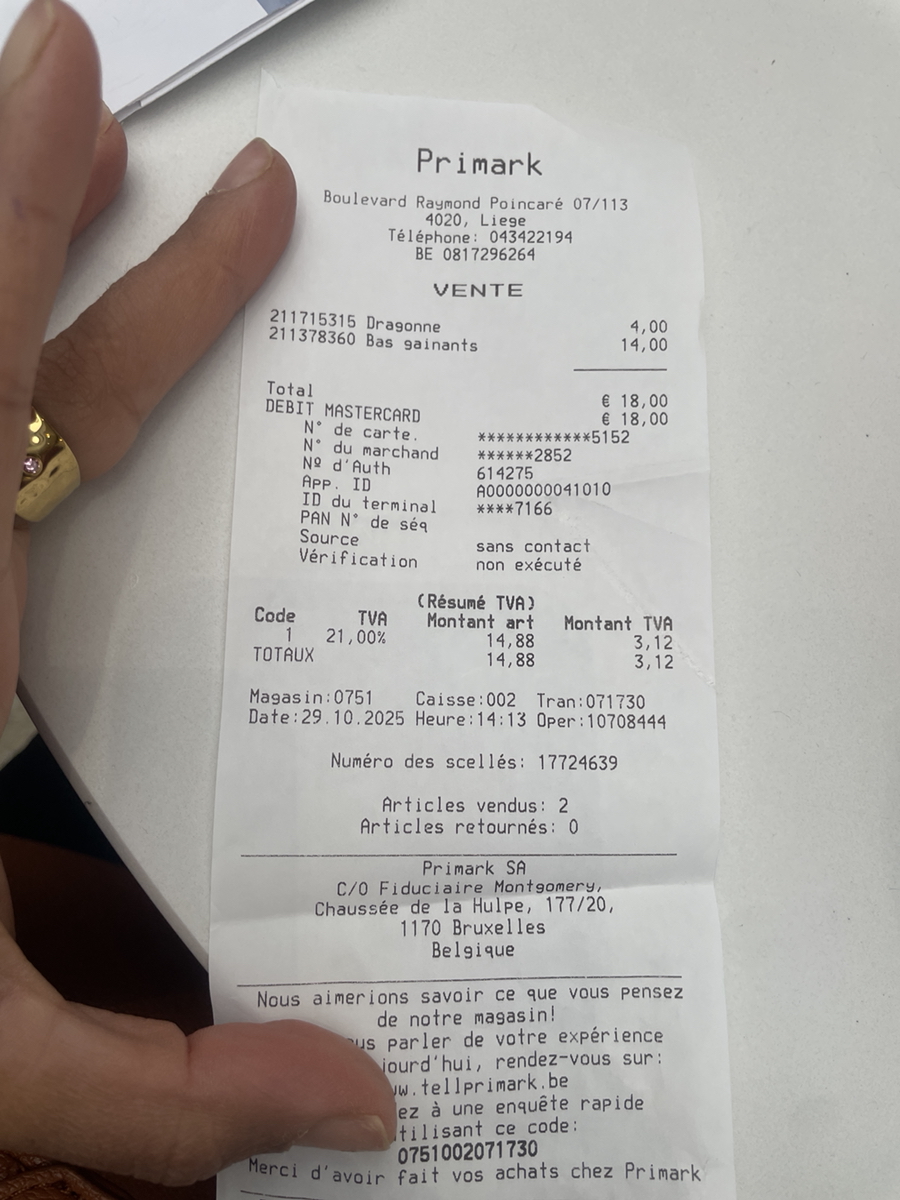 Primark
Boulevard Raymond Poincaré 07/113
4020, Liege
Téléphone: 043422194
BE 0817296264
VENTE
211715315 Dragonne 4,00
211378360 Bas gainants 14,00
Total € 18,00
DEBIT MASTERCARD € 18,00
N° de carte. ************5152
N° du marchand ******2852
Nº d'Auth 614275
App. ID A0000000041010
ID du terminal ****7166
PAN N° de séq
Source sans contact
Vérification non exécuté
(Résumé TVA)
Code TVA Montant art Montant TVA
1 21,00% 14,88 3,12
TOTAUX 14,88 3,12
Magasin:0751 Caisse:002 Tran:071730
Date:29.10.2025 Heure:14:13 Oper:10708444
Numéro des scellés: 17724639
Articles vendus: 2
Articles retournés: 0
Primark SA
C/O Fiduciaire Montgomery,
Chaussée de la Hulpe, 177/20,
1170 Bruxelles
Belgique
Nous aimerions savoir ce que vous pensez
de notre magasin!
parler de votre expérience
rendez-vous sur:
tellprimark.be
à une enquête rapide
ce code:
0751002071730
Merci d'avoir fait vos achats chez Primark